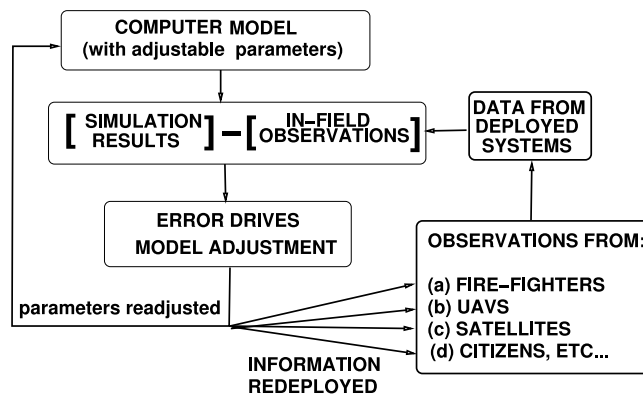 COMPUTER MODEL
(with adjustable parameters)
[ SIMULATION RESULTS ] − [ IN−FIELD OBSERVATIONS ]
DATA FROM
DEPLOYED
SYSTEMS
ERROR DRIVES
MODEL ADJUSTMENT
OBSERVATIONS FROM:
(a) FIRE−FIGHTERS
(b) UAVS
(c) SATELLITES
(d) CITIZENS, ETC...
parameters readjusted
INFORMATION
REDEPLOYED